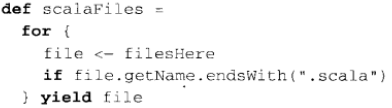 def scalaFiles =
  for {
    file <- filesHere
    if file.getName.endsWith(".scala")
  } yield file